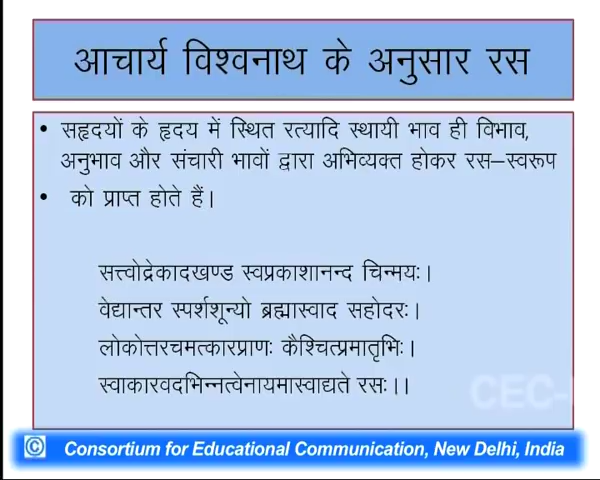 आचार्य विश्वनाथ के अनुसार रस
• सहृदयों के हृदय में स्थित रत्यादि स्थायी भाव ही विभाव,
अनुभाव और संचारी भावों द्वारा अभिव्यक्त होकर रस–स्वरूप
• को प्राप्त होते हैं।
सत्त्वोद्रेकादखण्ड स्वप्रकाशानन्द चिन्मयः।
वेद्यान्तर स्पर्शशून्यो ब्रह्मास्वाद सहोदरः।
लोकोत्तरचमत्कारप्राणः कैश्चित्प्रमातृभिः।
स्वाकारवदभिन्नत्वेनायमास्वाद्यते रसः।।
CEC-
© Consortium for Educational Communication, New Delhi, India